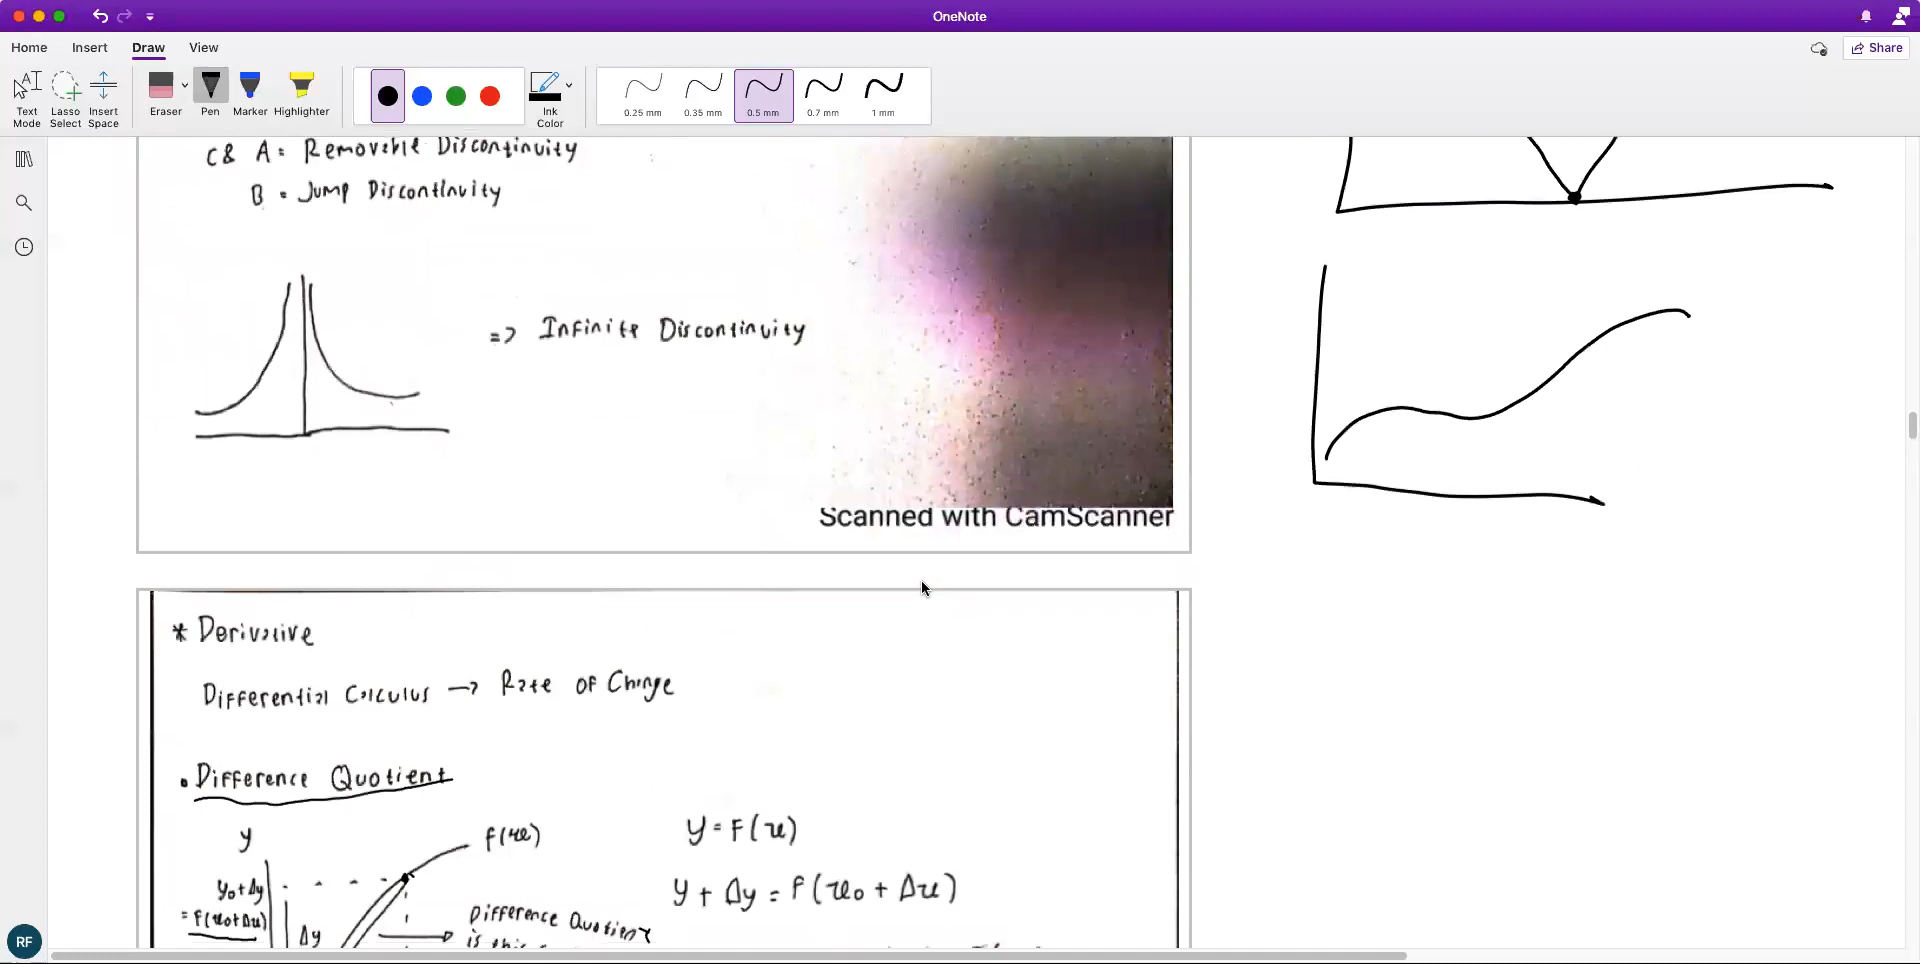 OneNote
Home Insert Draw View
Share
Text Mode
Lasso Select
Insert Space
Eraser
Pen
Marker
Highlighter
Ink Color
0.25 mm
0.35 mm
0.5 mm
0.7 mm
1 mm
C & A = Removable Discontinuity
B = Jump Discontinuity
=> Infinite Discontinuity
Scanned with CamScanner
* Derivative
Differential Calculus → Rate of Change
• Difference Quotient
y
f(x)
y = F(x)
y₀ + Δy
= f(x₀ + Δx)
y + Δy = f(x₀ + Δx)
Δy
Difference Quotient
is this
RF